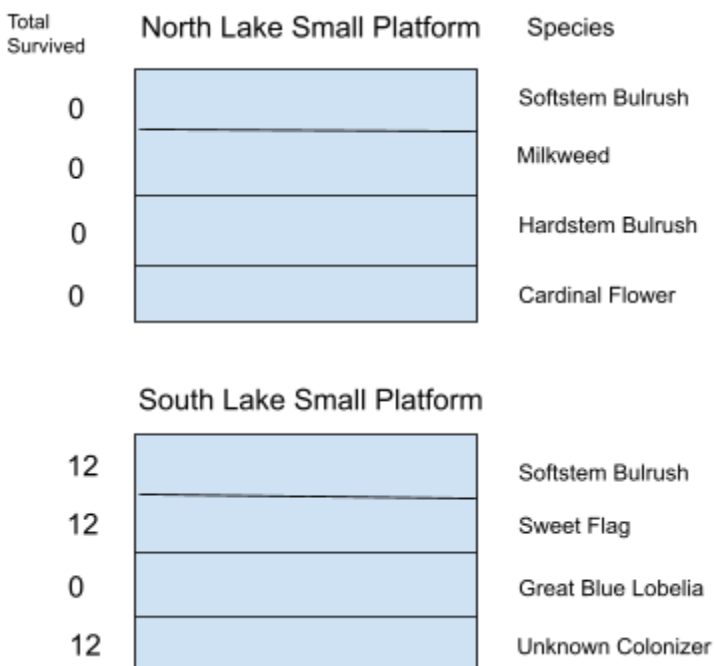 Total
Survived
North Lake Small Platform
Species
0
Softstem Bulrush
0
Milkweed
0
Hardstem Bulrush
0
Cardinal Flower
South Lake Small Platform
12
Softstem Bulrush
12
Sweet Flag
0
Great Blue Lobelia
12
Unknown Colonizer